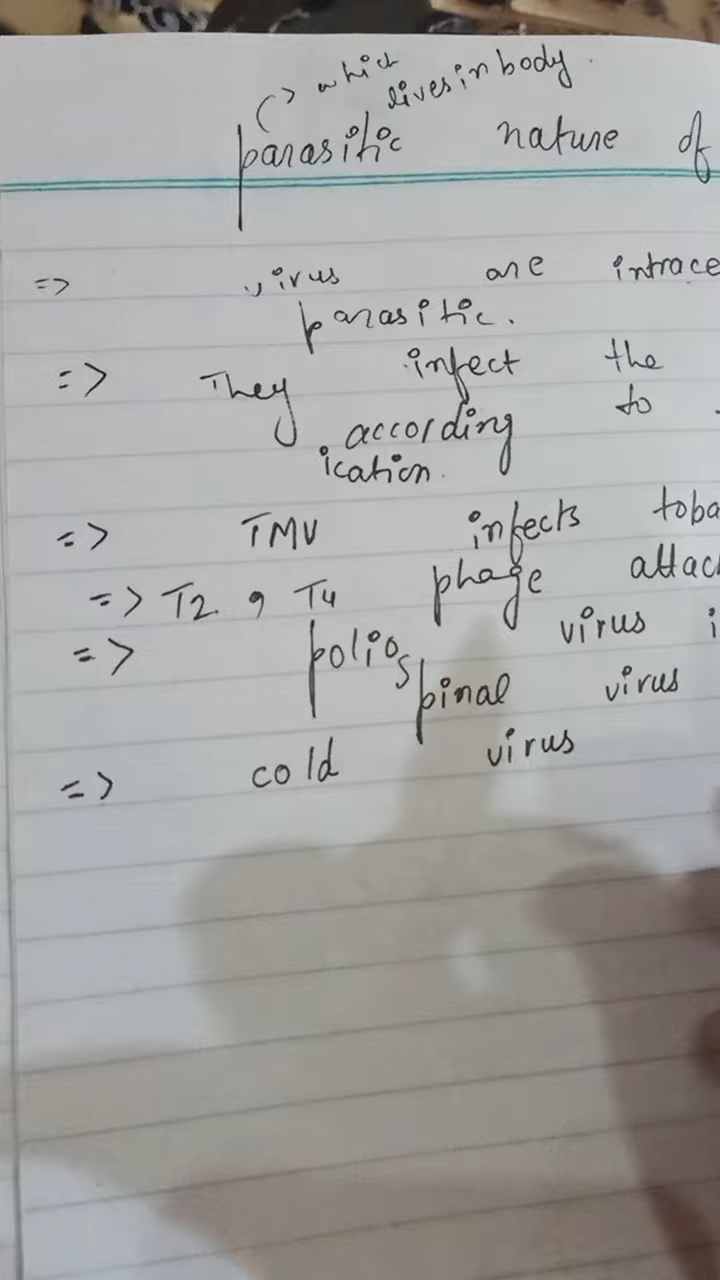 which
lives in body.
parasitic nature of
=> virus are intrace
parasitic.
=> They infect the
according to
ication.
=> TMV infects toba
=> T2, T4 phage attac
=> polio virus i
spinal virus
=> cold virus